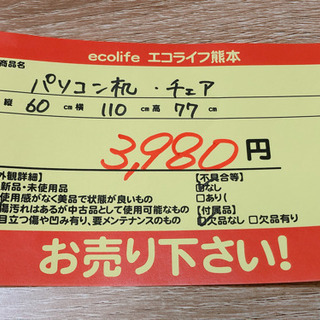 ecolife エコライフ熊本
商品名
パソコン机・チェア
縦 60 cm 横 110 cm 高 77 cm
3,980 円
外観詳細】 【不具合等】
新品・未使用品 なし
使用感がなく美品で状態が良いもの □あり(
傷汚れはあるが中古品として使用可能なもの 【付属品】
目立つ傷や凹み有り、要メンテナンスのもの 欠品なし □欠品有り
お売り下さい!